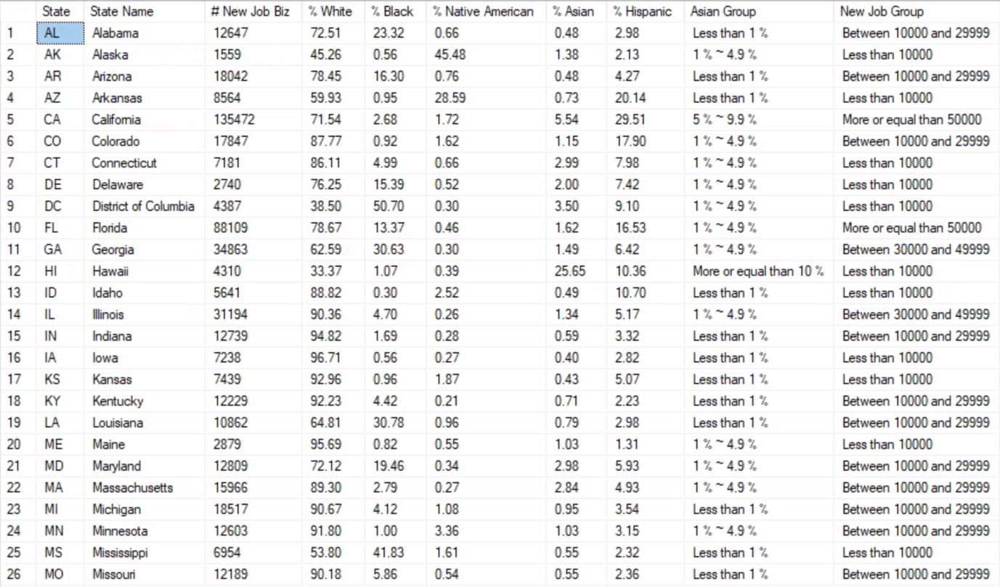 State State Name # New Job Biz % White % Black % Native American % Asian % Hispanic Asian Group New Job Group
1 AL Alabama 12647 72.51 23.32 0.66 0.48 2.98 Less than 1 % Between 10000 and 29999
2 AK Alaska 1559 45.26 0.56 45.48 1.38 2.13 1 % ~ 4.9 % Less than 10000
3 AR Arizona 18042 78.45 16.30 0.76 0.48 4.27 Less than 1 % Between 10000 and 29999
4 AZ Arkansas 8564 59.93 0.95 28.59 0.73 20.14 Less than 1 % Less than 10000
5 CA California 135472 71.54 2.68 1.72 5.54 29.51 5 % ~ 9.9 % More or equal than 50000
6 CO Colorado 17847 87.77 0.92 1.62 1.15 17.90 1 % ~ 4.9 % Between 10000 and 29999
7 CT Connecticut 7181 86.11 4.99 0.66 2.99 7.98 1 % ~ 4.9 % Less than 10000
8 DE Delaware 2740 76.25 15.39 0.52 2.00 7.42 1 % ~ 4.9 % Less than 10000
9 DC District of Columbia 4387 38.50 50.70 0.30 3.50 9.10 1 % ~ 4.9 % Less than 10000
10 FL Florida 88109 78.67 13.37 0.46 1.62 16.53 1 % ~ 4.9 % More or equal than 50000
11 GA Georgia 34863 62.59 30.63 0.30 1.49 6.42 1 % ~ 4.9 % Between 30000 and 49999
12 HI Hawaii 4310 33.37 1.07 0.39 25.65 10.36 More or equal than 10 % Less than 10000
13 ID Idaho 5641 88.82 0.30 2.52 0.49 10.70 Less than 1 % Less than 10000
14 IL Illinois 31194 90.36 4.70 0.26 1.34 5.17 1 % ~ 4.9 % Between 30000 and 49999
15 IN Indiana 12739 94.82 1.69 0.28 0.59 3.32 Less than 1 % Between 10000 and 29999
16 IA Iowa 7238 96.71 0.56 0.27 0.40 2.82 Less than 1 % Less than 10000
17 KS Kansas 7439 92.96 0.96 1.87 0.43 5.07 Less than 1 % Less than 10000
18 KY Kentucky 12229 92.23 4.42 0.21 0.71 2.23 Less than 1 % Between 10000 and 29999
19 LA Louisiana 10862 64.81 30.78 0.96 0.79 2.98 Less than 1 % Between 10000 and 29999
20 ME Maine 2879 95.69 0.82 0.55 1.03 1.31 1 % ~ 4.9 % Less than 10000
21 MD Maryland 12809 72.12 19.46 0.34 2.98 5.93 1 % ~ 4.9 % Between 10000 and 29999
22 MA Massachusetts 15966 89.30 2.79 0.27 2.84 4.93 1 % ~ 4.9 % Between 10000 and 29999
23 MI Michigan 18517 90.67 4.12 1.08 0.95 3.54 Less than 1 % Between 10000 and 29999
24 MN Minnesota 12603 91.80 1.00 3.36 1.03 3.15 1 % ~ 4.9 % Between 10000 and 29999
25 MS Mississippi 6954 53.80 41.83 1.61 0.55 2.32 Less than 1 % Less than 10000
26 MO Missouri 12189 90.18 5.86 0.54 0.55 2.36 Less than 1 % Between 10000 and 29999